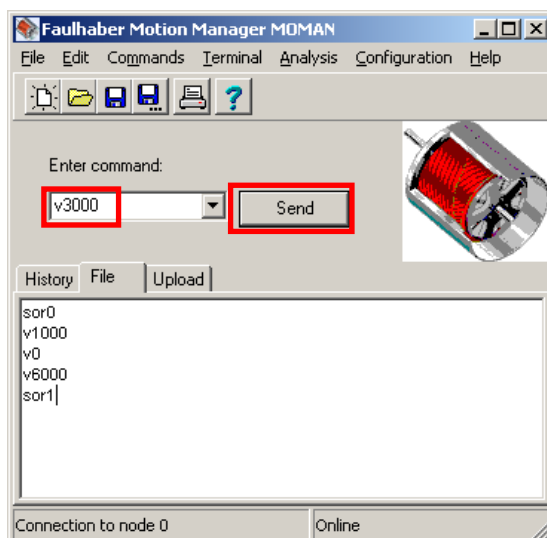 Faulhaber Motion Manager MOMAN
File Edit Commands Terminal Analysis Configuration Help
Enter command:
v3000 Send
History File Upload
sor0
v1000
v0
v6000
sor1
Connection to node 0 Online